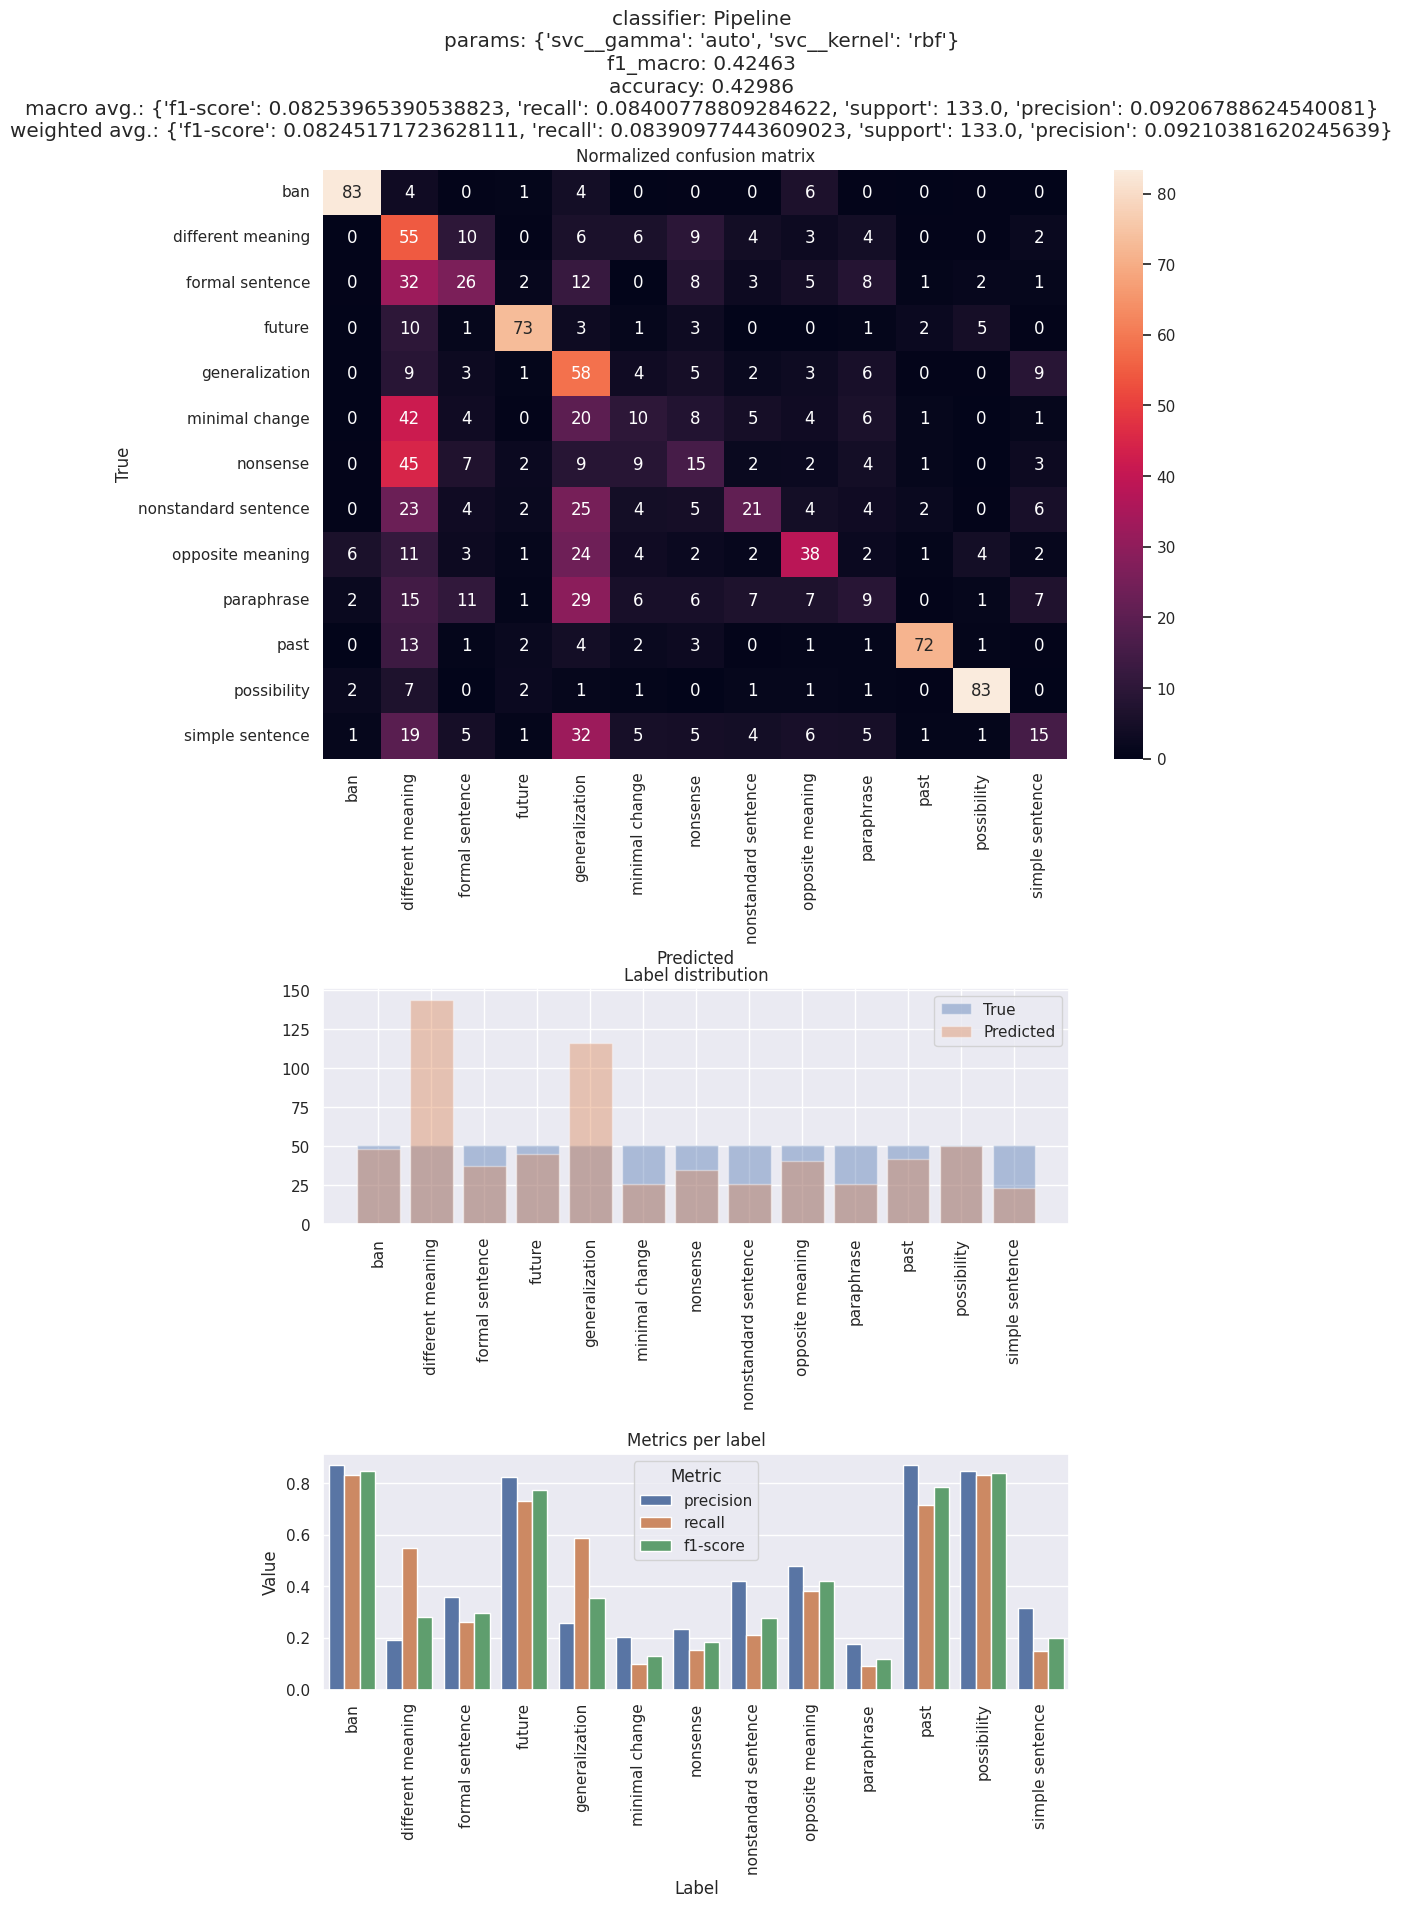 classifier: Pipeline
params: {'svc__gamma': 'auto', 'svc__kernel': 'rbf'}
f1_macro: 0.42463
accuracy: 0.42986
macro avg.: {'f1-score': 0.08253965390538823, 'recall': 0.08400778809284622, 'support': 133.0, 'precision': 0.09206788624540081}
weighted avg.: {'f1-score': 0.08245171723628111, 'recall': 0.08390977443609023, 'support': 133.0, 'precision': 0.09210381620245639}
Normalized confusion matrix
True
ban 83 4 0 1 4 0 0 0 6 0 0 0 0
different meaning 0 55 10 0 6 6 9 4 3 4 0 0 2
formal sentence 0 32 26 2 12 0 8 3 5 8 1 2 1
future 0 10 1 73 3 1 3 0 0 1 2 5 0
generalization 0 9 3 1 58 4 5 2 3 6 0 0 9
minimal change 0 42 4 0 20 10 8 5 4 6 1 0 1
nonsense 0 45 7 2 9 9 15 2 2 4 1 0 3
nonstandard sentence 0 23 4 2 25 4 5 21 4 4 2 0 6
opposite meaning 6 11 3 1 24 4 2 2 38 2 1 4 2
paraphrase 2 15 11 1 29 6 6 7 7 9 0 1 7
past 0 13 1 2 4 2 3 0 1 1 72 1 0
possibility 2 7 0 2 1 1 0 1 1 1 0 83 0
simple sentence 1 19 5 1 32 5 5 4 6 5 1 1 15
80
70
60
50
40
30
20
10
0
ban
different meaning
formal sentence
future
generalization
minimal change
nonsense
nonstandard sentence
opposite meaning
paraphrase
past
possibility
simple sentence
Predicted
Label distribution
150
125
100
75
50
25
0
True
Predicted
ban
different meaning
formal sentence
future
generalization
minimal change
nonsense
nonstandard sentence
opposite meaning
paraphrase
past
possibility
simple sentence
Metrics per label
Value
0.8
0.6
0.4
0.2
0.0
Metric
precision
recall
f1-score
ban
different meaning
formal sentence
future
generalization
minimal change
nonsense
nonstandard sentence
opposite meaning
paraphrase
past
possibility
simple sentence
Label